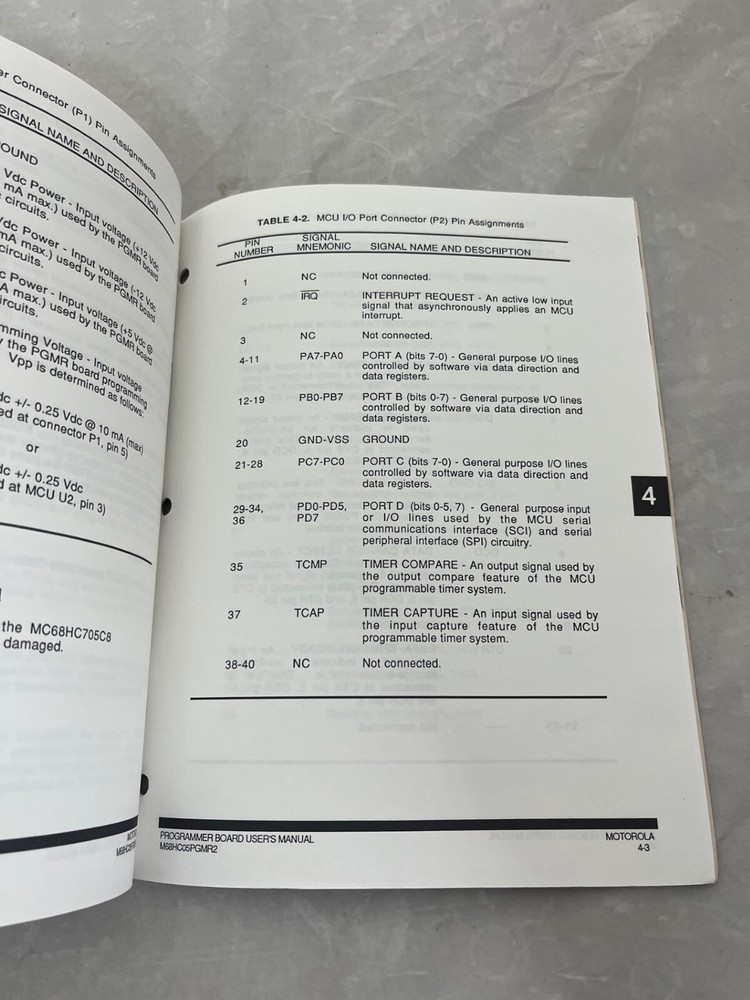 er Connector (P1) Pin Assignments
SIGNAL NAME AND DESCRIPTION
OUND
Vdc Power - Input voltage (+12 Vdc
mA max.) used by the PGMR board
circuits.
Vdc Power - Input voltage (-12 Vdc
mA max.) used by the PGMR board
circuits.
c Power - Input voltage (+5 Vdc @
A max.) used by the PGMR board
ircuits.
mming Voltage - Input voltage
y the PGMR board programming
Vpp is determined as follows:
dc +/- 0.25 Vdc @ 10 mA (max)
ed at connector P1, pin 5)
or
dc +/- 0.25 Vdc
d at MCU U2, pin 3)
the MC68HC705C8
damaged.
TABLE 4-2. MCU I/O Port Connector (P2) Pin Assignments
PIN NUMBER SIGNAL MNEMONIC SIGNAL NAME AND DESCRIPTION
1 NC Not connected.
2 IRQ INTERRUPT REQUEST - An active low input
signal that asynchronously applies an MCU
interrupt.
3 NC Not connected.
4-11 PA7-PA0 PORT A (bits 7-0) - General purpose I/O lines
controlled by software via data direction and
data registers.
12-19 PB0-PB7 PORT B (bits 0-7) - General purpose I/O lines
controlled by software via data direction and
data registers.
20 GND-VSS GROUND
21-28 PC7-PC0 PORT C (bits 7-0) - General purpose I/O lines
controlled by software via data direction and
data registers.
29-34, PD0-PD5, PORT D (bits 0-5, 7) - General purpose input
36 PD7 or I/O lines used by the MCU serial
communications interface (SCI) and serial
peripheral interface (SPI) circuitry.
35 TCMP TIMER COMPARE - An output signal used by
the output compare feature of the MCU
programmable timer system.
37 TCAP TIMER CAPTURE - An input signal used by
the input capture feature of the MCU
programmable timer system.
38-40 NC Not connected.
4
PROGRAMMER BOARD USER'S MANUAL MOTOROLA
M68HC05PGMR2 4-3